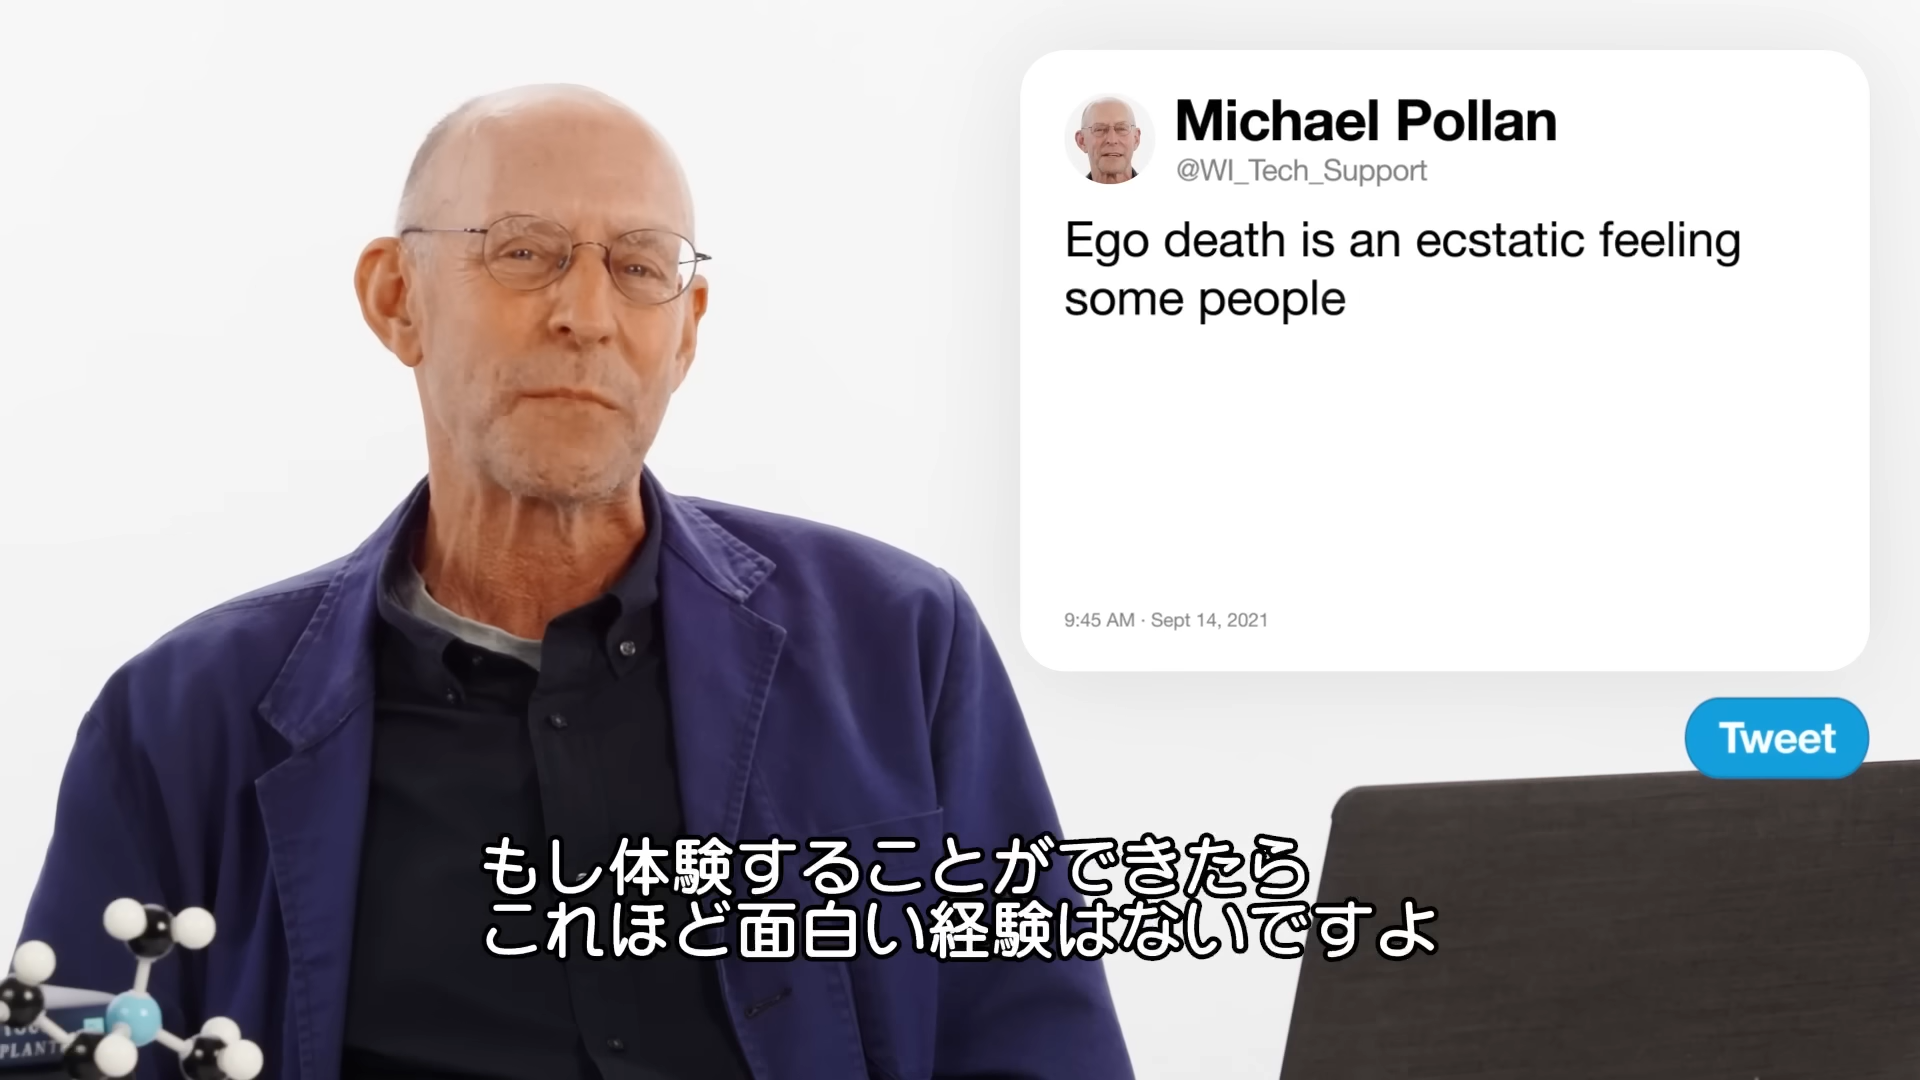 Michael Pollan
@WI_Tech_Support
Ego death is an ecstatic feeling
some people
9:45 AM · Sept 14, 2021
Tweet
もし体験することができたら
これほど面白い経験はないですよ
PLANT